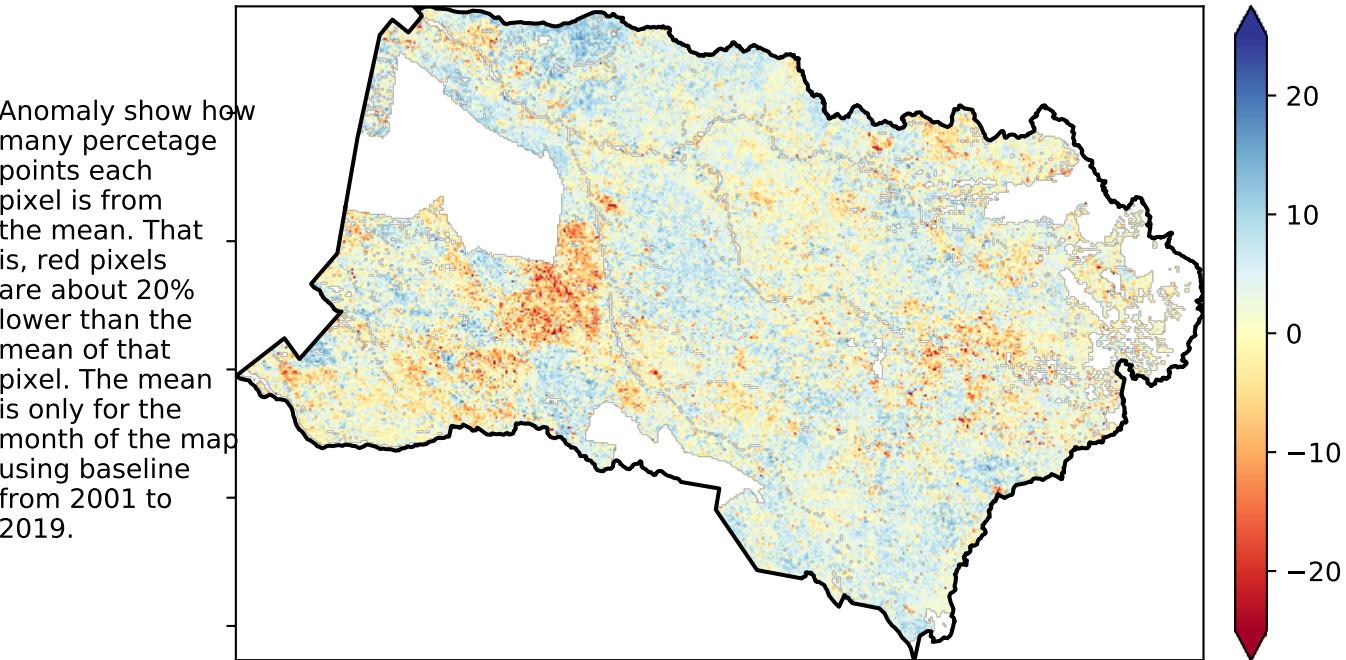 Anomaly show how
many percetage
points each
pixel is from
the mean. That
is, red pixels
are about 20%
lower than the
mean of that
pixel. The mean
is only for the
month of the map
using baseline
from 2001 to
2019.
20
10
0
−10
−20